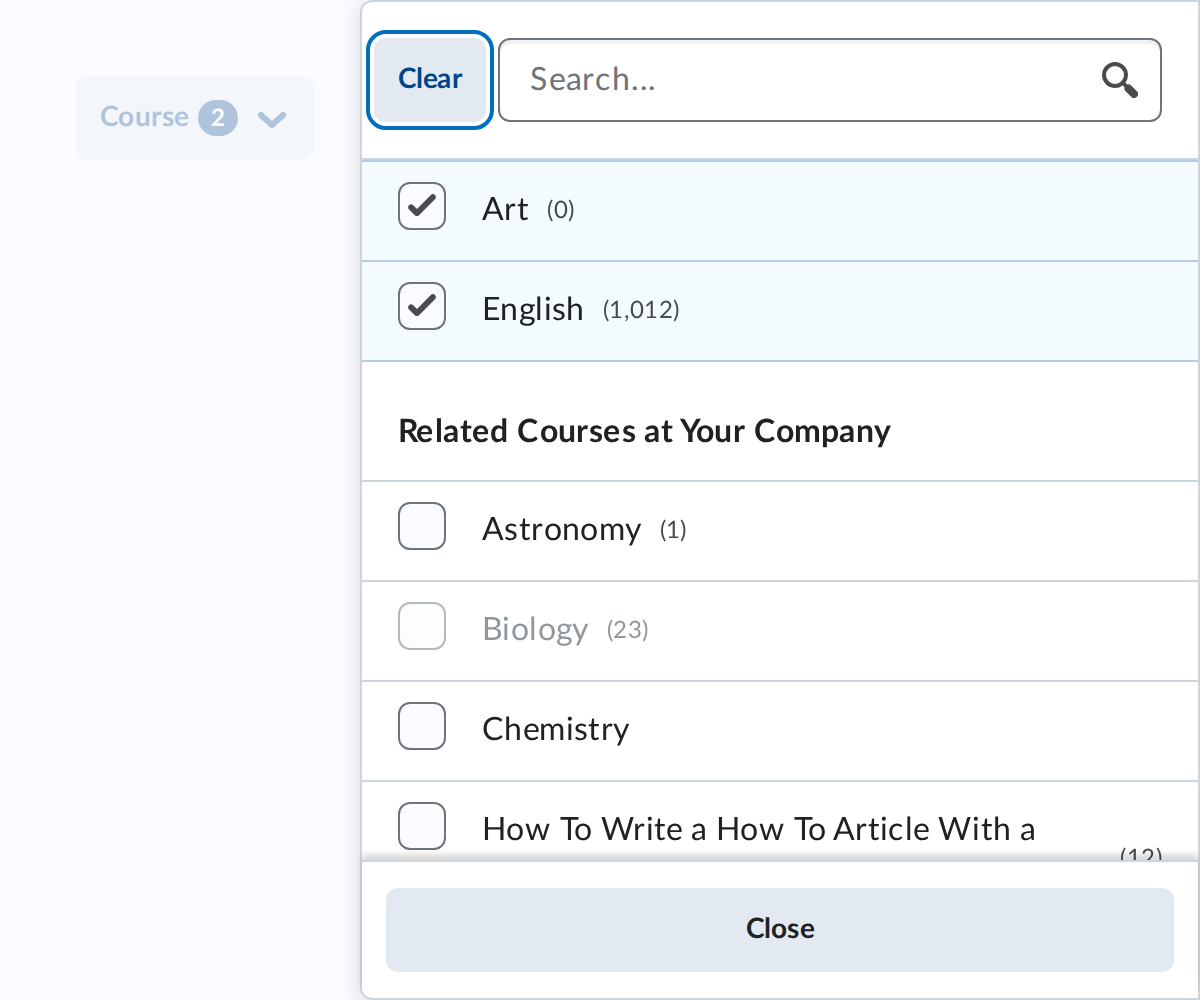 Course 2
Clear
Search...
Art (0)
English (1,012)
Related Courses at Your Company
Astronomy (1)
Biology (23)
Chemistry
How To Write a How To Article With a
(12)
Close